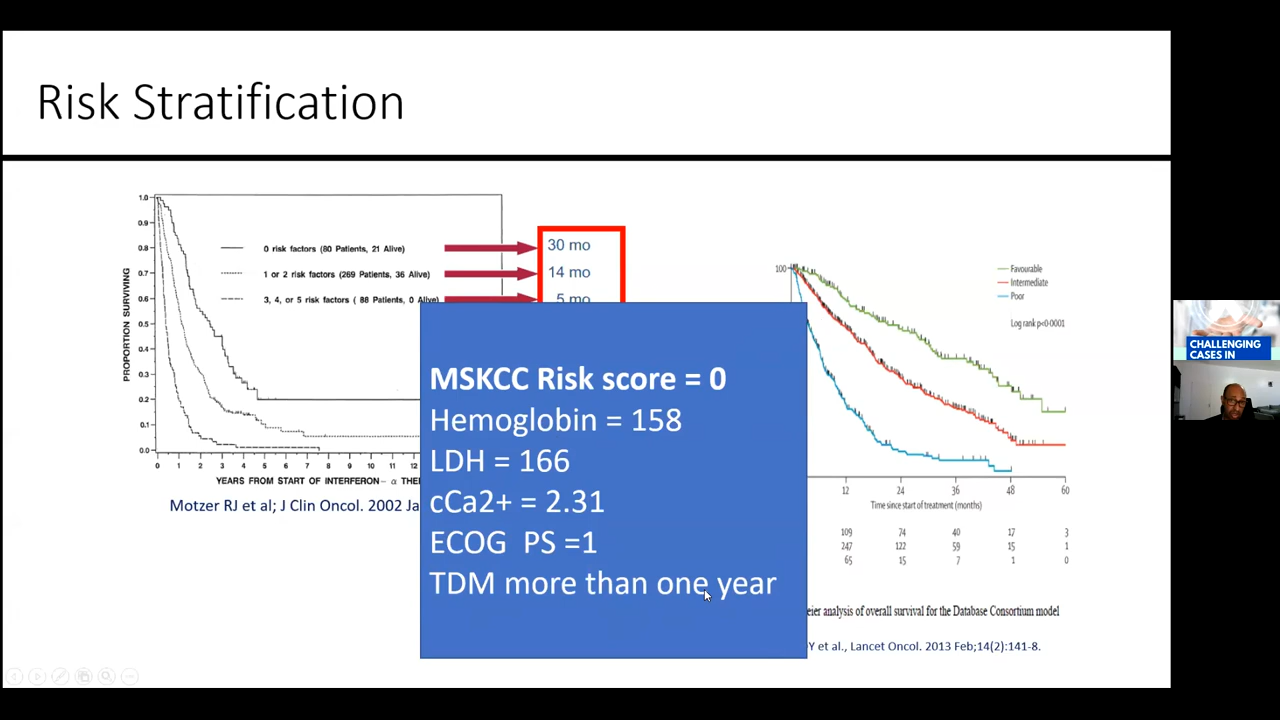 Risk Stratification
1.0
0.9
0.8
0.7
0.6
0.5
0.4
0.3
0.2
0.1
0.0
PROPORTION SURVIVING
0 risk factors (80 Patients, 21 Alive)
1 or 2 risk factors (269 Patients, 36 Alive)
3, 4, or 5 risk factors ( 88 Patients, 0 Alive)
30 mo
14 mo
5 mo
0 1 2 3 4 5 6 7 8 9 10 11 12
YEARS FROM START OF INTERFERON- α
Motzer RJ et al; J Clin Oncol. 2002
MSKCC Risk score = 0
Hemoglobin = 158
LDH = 166
cCa2+ = 2.31
ECOG PS =1
TDM more than one year
100
Favourable
Intermediate
Poor
Log rank p<0·0001
12 24 36 48 60
Time since start of treatment (months)
109 74 40 17 3
247 122 59 15 1
65 15 7 1 0
analysis of overall survival for the Database Consortium model
et al., Lancet Oncol. 2013 Feb;14(2):141-8.
CHALLENGING
CASES IN